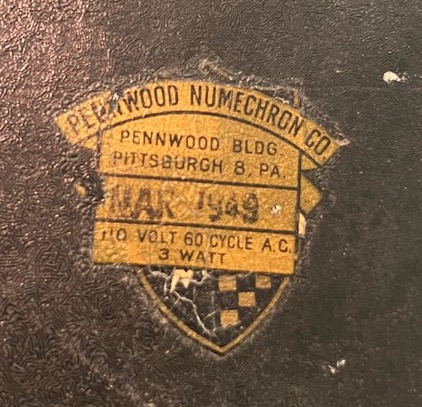 PENNWOOD NUMECHRON CO.
PENNWOOD BLDG.
PITTSBURGH 8, PA.
MAR 1949
110 VOLT 60 CYCLE A.C.
3 WATT